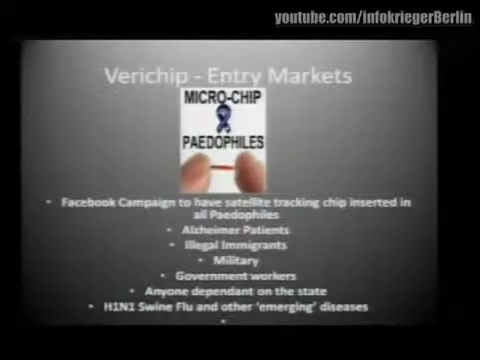 youtube.com/infokriegerBerlin
Verichip - Entry Markets
MICRO-CHIP
PAEDOPHILES
• Facebook Campaign to have satellite tracking chip inserted in
all Paedophiles
• Alzheimer Patients
• Illegal Immigrants
• Military
• Government workers
• Anyone dependant on the state
• H1N1 Swine Flu and other 'emerging' diseases
•